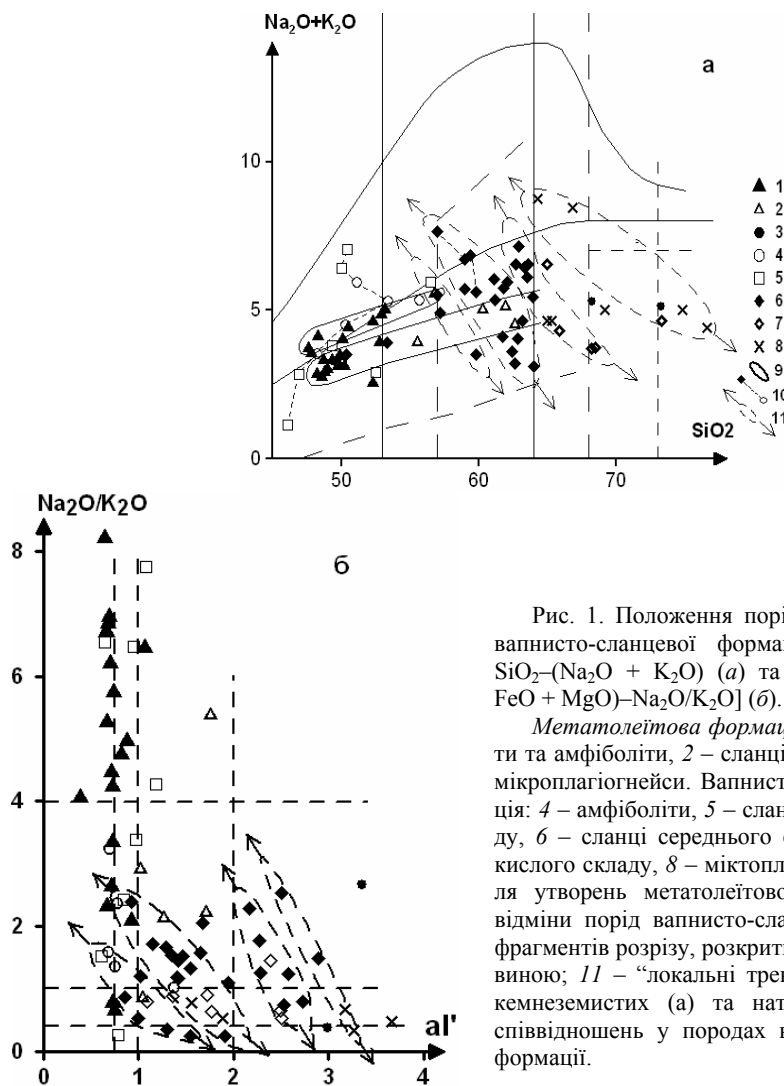 Na₂O+K₂O
а
10
5
0
50
60
70
SiO2
1
2
3
4
5
6
7
8
9
10
11
Na₂O/K₂O
б
8
6
4
2
0
0
1
2
3
4
al'
Рис. 1. Положення порі
вапнисто-сланцевої форма
SiO₂–(Na₂O + K₂O) (а) та
FeO + MgO)–Na₂O/K₂O] (б).
Метатолеїтова формац
ти та амфіболіти, 2 – сланці
мікроплагіогнейси. Вапнист
ція: 4 – амфіболіти, 5 – слан
ду, 6 – сланці середнього с
кислого складу, 8 – міктопл
ля утворень метатолеїтово
відміни порід вапнисто-сла
фрагментів розрізу, розкрит
виною; 11 – “локальні трен
кемнеземистих (а) та нат
співвідношень у породах в
формації.